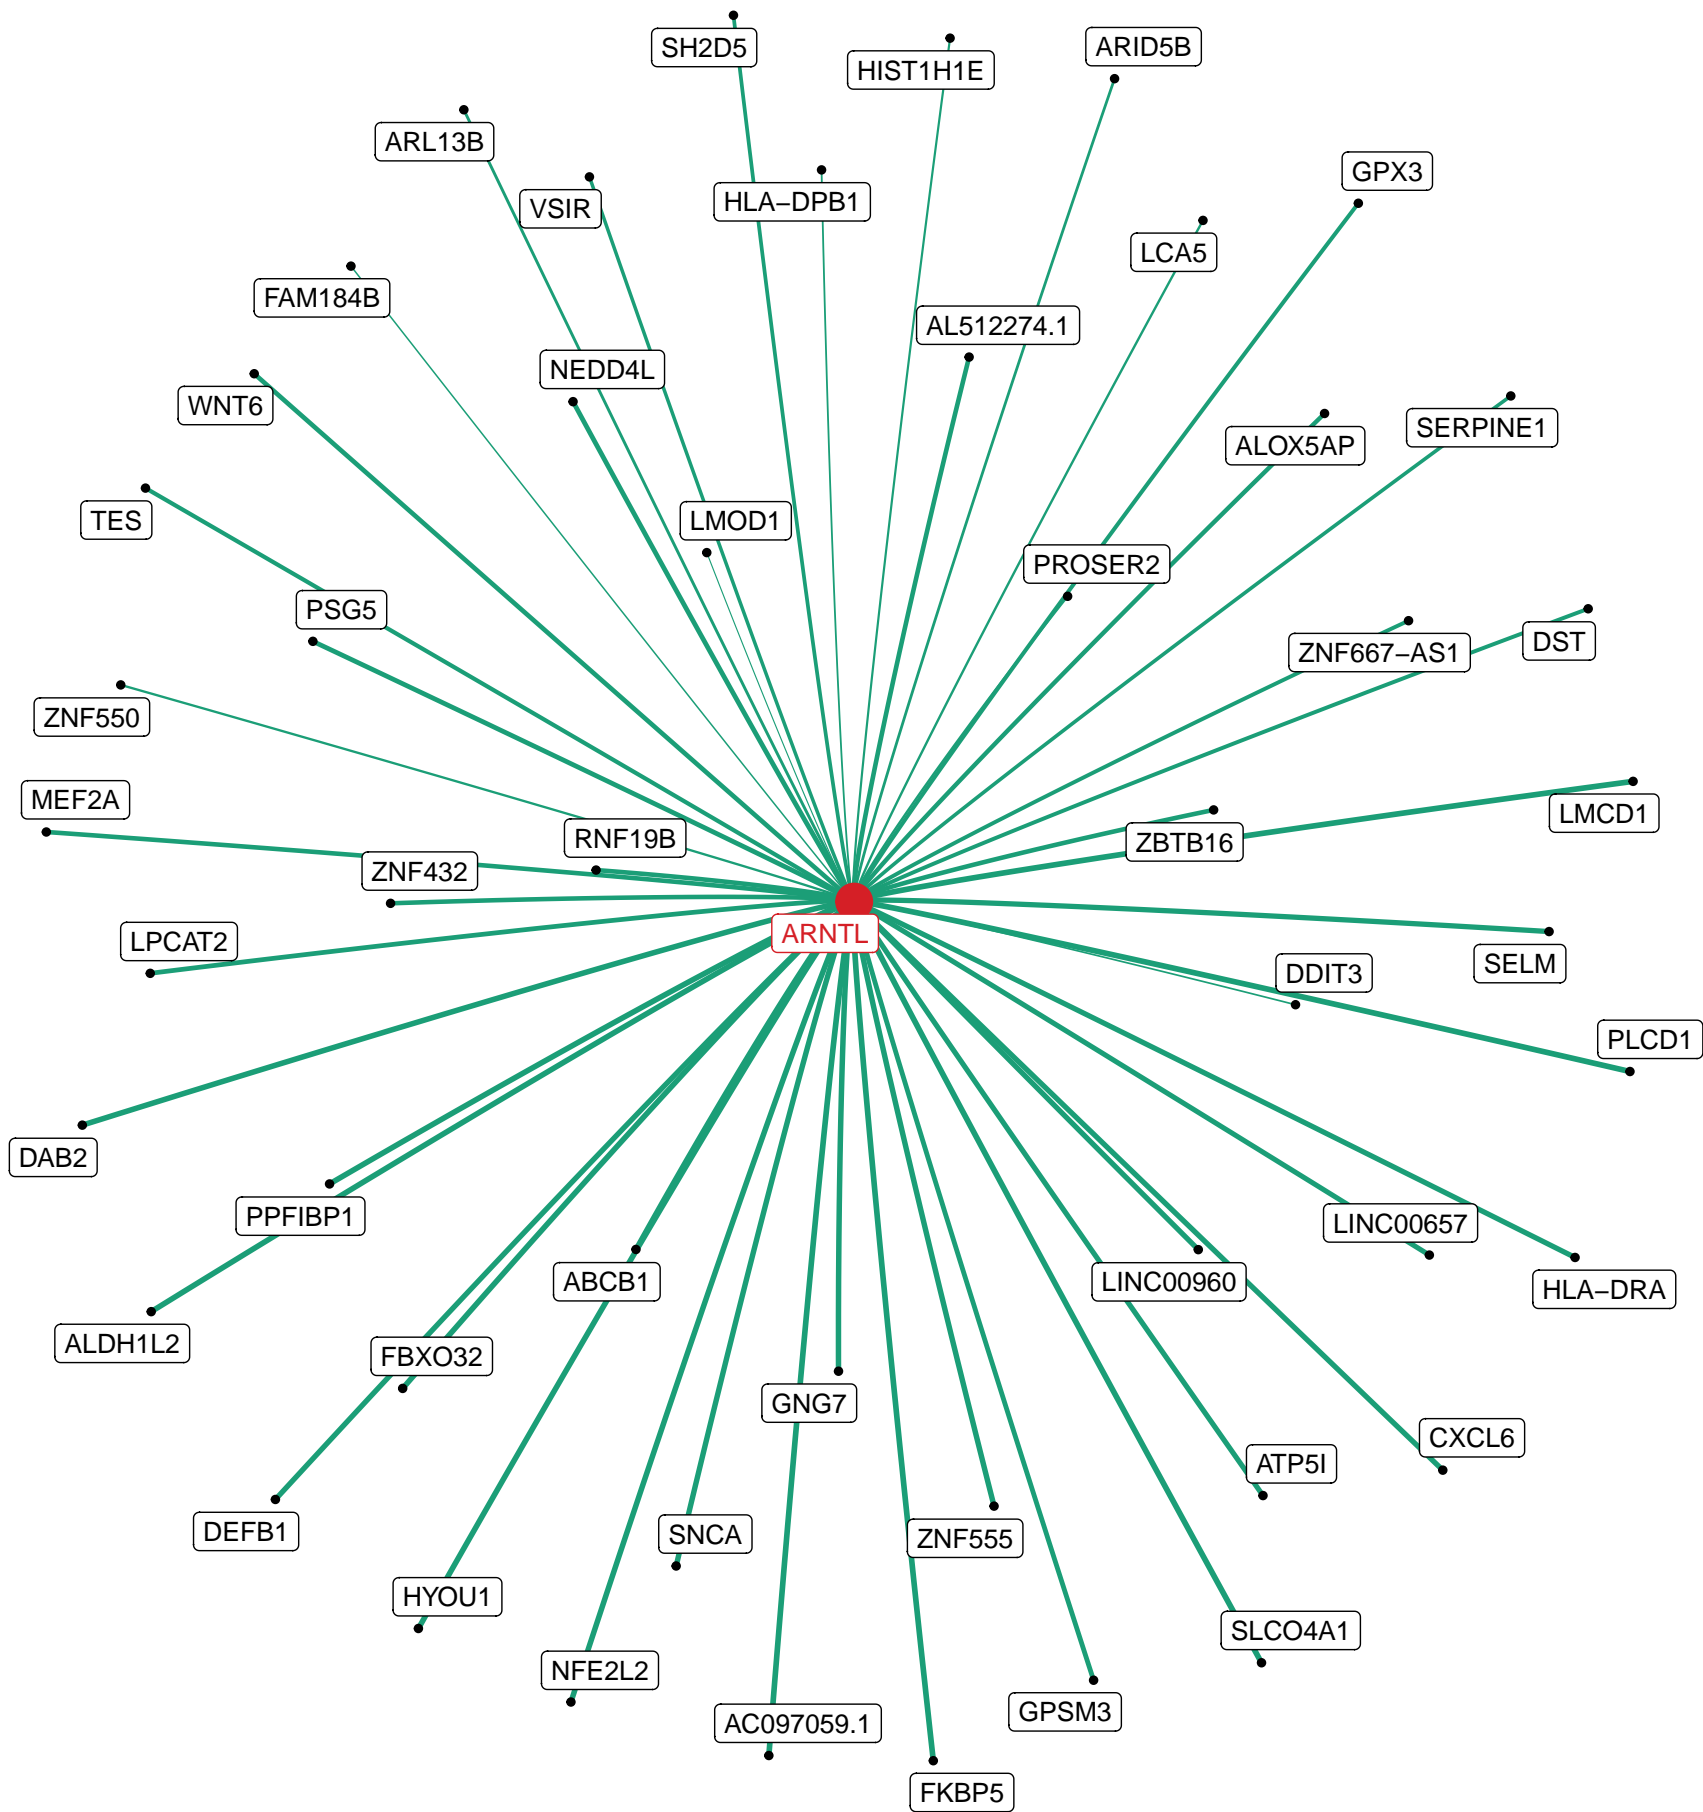 SH2D5
ARID5B
HIST1H1E
ARL13B
GPX3
HLA−DPB1
VSIR
LCA5
FAM184B
AL512274.1
NEDD4L
WNT6
SERPINE1
ALOX5AP
TES
LMOD1
PROSER2
PSG5
DST
ZNF667−AS1
ZNF550
MEF2A
LMCD1
RNF19B
ZBTB16
ZNF432
ARNTL
LPCAT2
SELM
DDIT3
PLCD1
DAB2
PPFIBP1
LINC00657
ABCB1
LINC00960
HLA−DRA
ALDH1L2
FBXO32
GNG7
CXCL6
ATP5I
DEFB1
SNCA
ZNF555
HYOU1
SLCO4A1
NFE2L2
GPSM3
AC097059.1
FKBP5